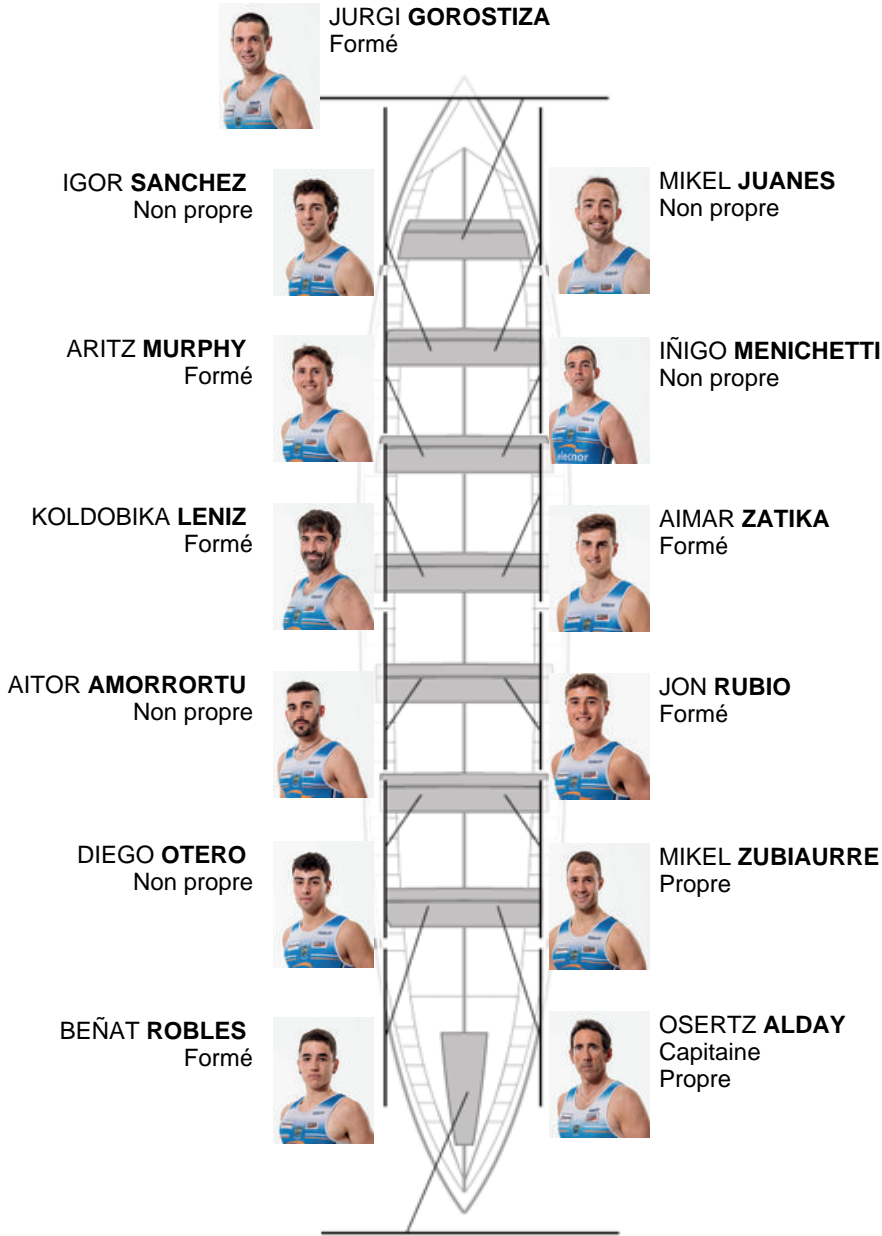 JURGI GOROSTIZA
Formé
IGOR SANCHEZ
Non propre
MIKEL JUANES
Non propre
ARITZ MURPHY
Formé
IÑIGO MENICHETTI
Non propre
elecnor
KOLDOBIKA LENIZ
Formé
AIMAR ZATIKA
Formé
AITOR AMORRORTU
Non propre
JON RUBIO
Formé
DIEGO OTERO
Non propre
MIKEL ZUBIAURRE
Propre
BEÑAT ROBLES
Formé
OSERTZ ALDAY
Capitaine
Propre